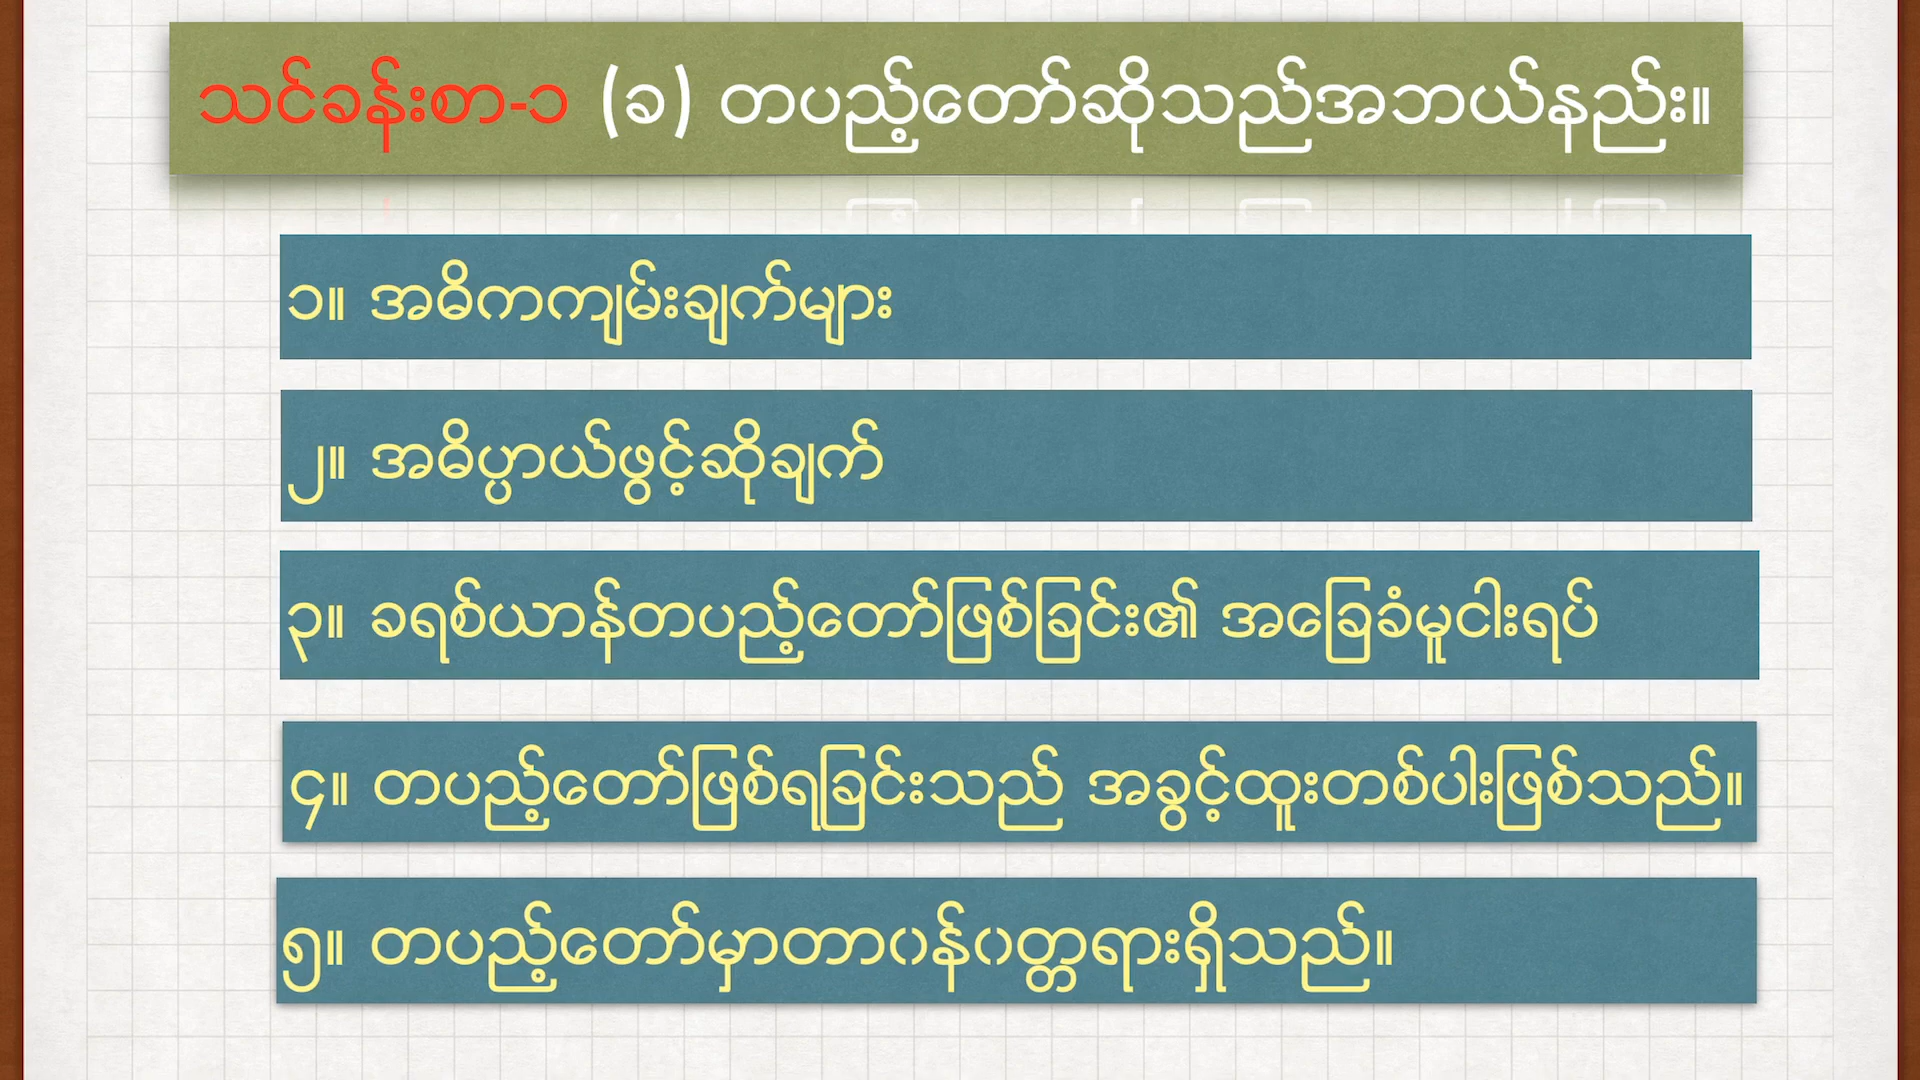 သင်ခန်းစာ-၁ (ခ) တပည့်တော်ဆိုသည်အဘယ်နည်း။
၁။ အဓိကကျမ်းချက်များ
၂။ အဓိပ္ပာယ်ဖွင့်ဆိုချက်
၃။ ခရစ်ယာန်တပည့်တော်ဖြစ်ခြင်း၏ အခြေခံမူငါးရပ်
၄။ တပည့်တော်ဖြစ်ရခြင်းသည် အခွင့်ထူးတစ်ပါးဖြစ်သည်။
၅။ တပည့်တော်မှာတာဝန်ဝတ္တရားရှိသည်။